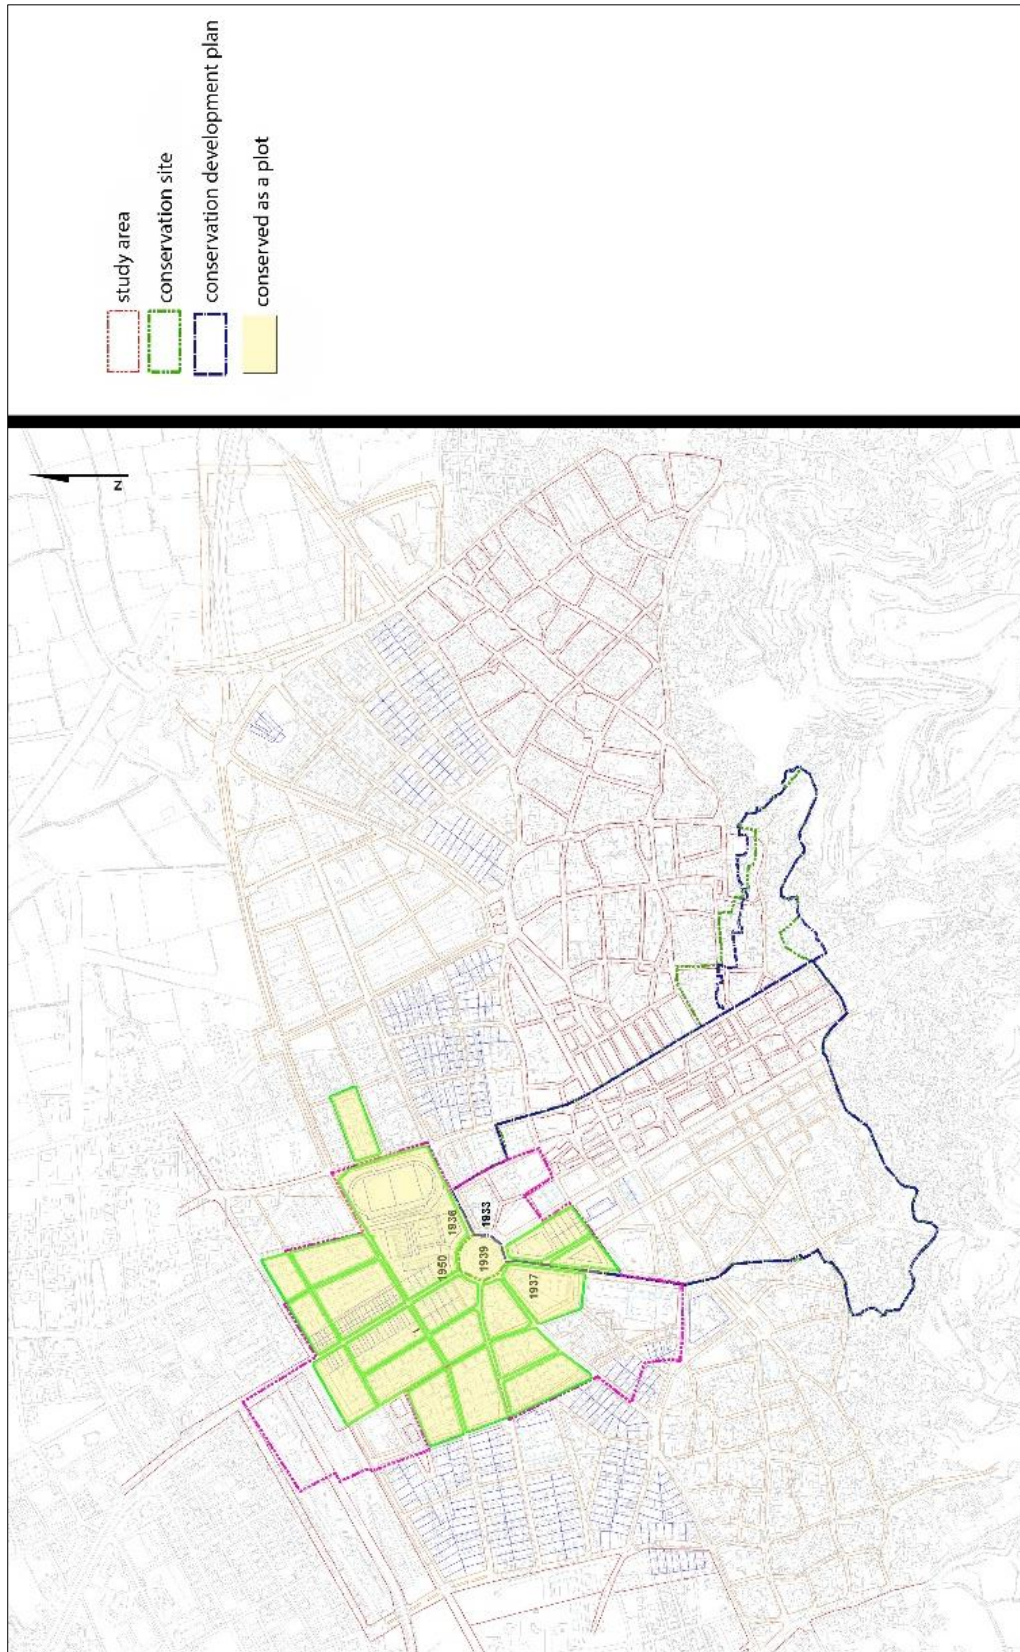 study area
conservation site
conservation development plan
conserved as a plot
N
1950
1936
1933
1939
1937